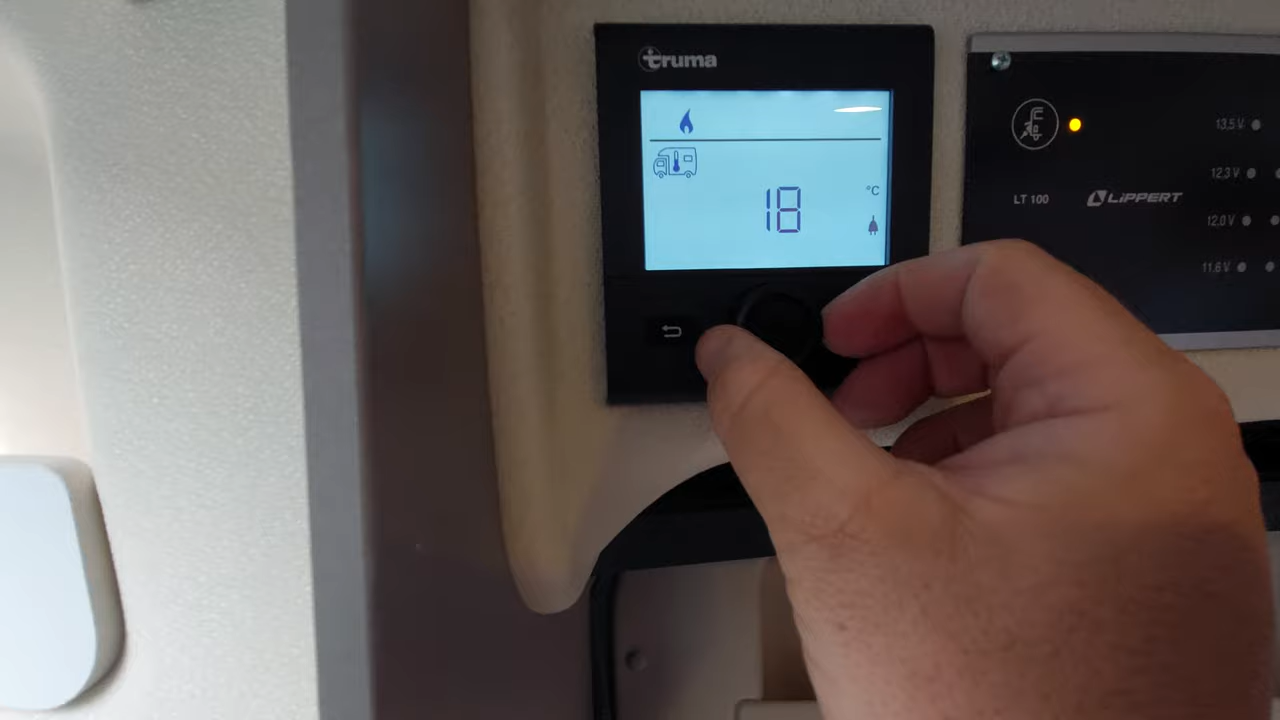 truma
18
°C
LT 100
LIPPERT
13,5 V
12,3 V
12,0 V
11,6 V